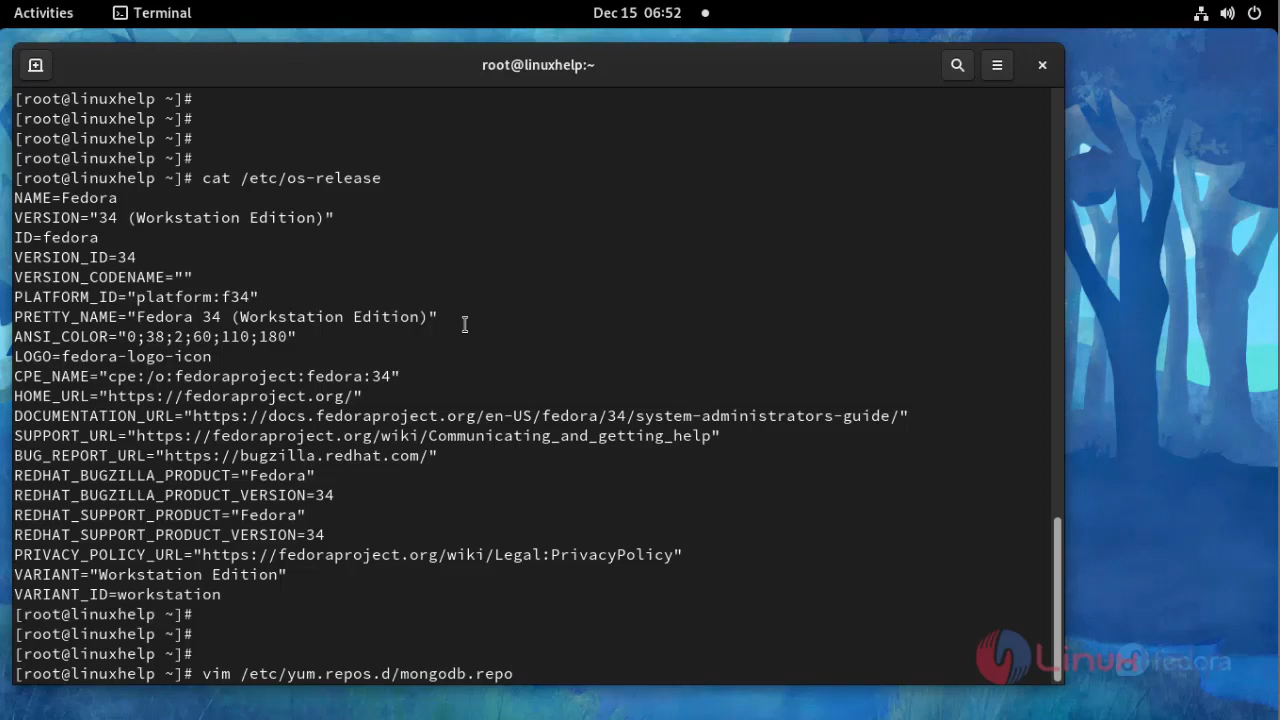 Activities Terminal Dec 15 06:52
root@linuxhelp:~
[root@linuxhelp ~]#
[root@linuxhelp ~]#
[root@linuxhelp ~]#
[root@linuxhelp ~]#
[root@linuxhelp ~]# cat /etc/os-release
NAME=Fedora
VERSION="34 (Workstation Edition)"
ID=fedora
VERSION_ID=34
VERSION_CODENAME=""
PLATFORM_ID="platform:f34"
PRETTY_NAME="Fedora 34 (Workstation Edition)"
ANSI_COLOR="0;38;2;60;110;180"
LOGO=fedora-logo-icon
CPE_NAME="cpe:/o:fedoraproject:fedora:34"
HOME_URL="https://fedoraproject.org/"
DOCUMENTATION_URL="https://docs.fedoraproject.org/en-US/fedora/34/system-administrators-guide/"
SUPPORT_URL="https://fedoraproject.org/wiki/Communicating_and_getting_help"
BUG_REPORT_URL="https://bugzilla.redhat.com/"
REDHAT_BUGZILLA_PRODUCT="Fedora"
REDHAT_BUGZILLA_PRODUCT_VERSION=34
REDHAT_SUPPORT_PRODUCT="Fedora"
REDHAT_SUPPORT_PRODUCT_VERSION=34
PRIVACY_POLICY_URL="https://fedoraproject.org/wiki/Legal:PrivacyPolicy"
VARIANT="Workstation Edition"
VARIANT_ID=workstation
[root@linuxhelp ~]#
[root@linuxhelp ~]#
[root@linuxhelp ~]#
[root@linuxhelp ~]# vim /etc/yum.repos.d/mongodb.repo
fedora